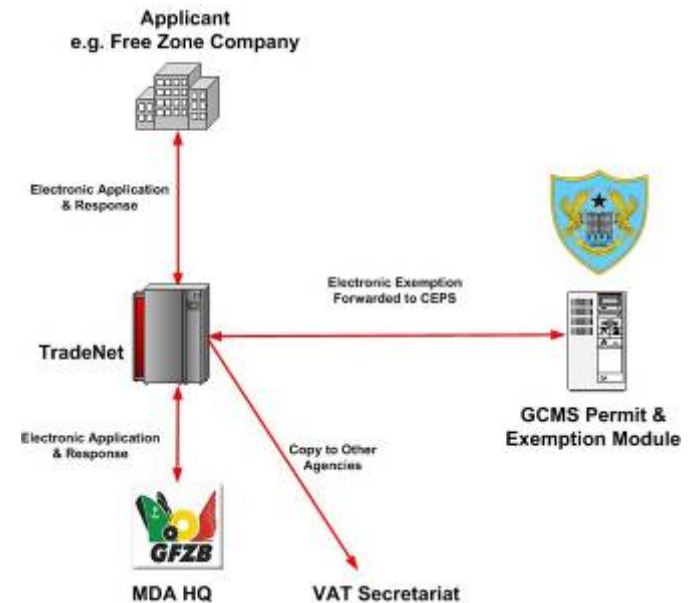 Applicant
e.g. Free Zone Company
Electronic Application
& Response
Electronic Exemption
Forwarded to CEPS
TradeNet
GCMS Permit &
Exemption Module
Electronic Application
& Response
Copy to Other
Agencies
GFZB
MDA HQ
VAT Secretariat